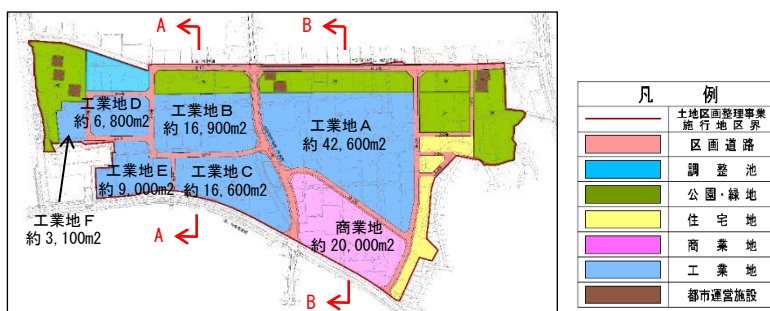 A
B
工業地D
約 6,800m2
工業地B
約 16,900m2
工業地A
約 42,600m2
工業地E
約 9,000m2
工業地C
約 16,600m2
工業地F
約 3,100m2
商業地
約 20,000m2
A
B
凡 例
土地区画整理事業
施行地区界
区画道路
調整池
公園・緑地
住宅地
商業地
工業地
都市運営施設